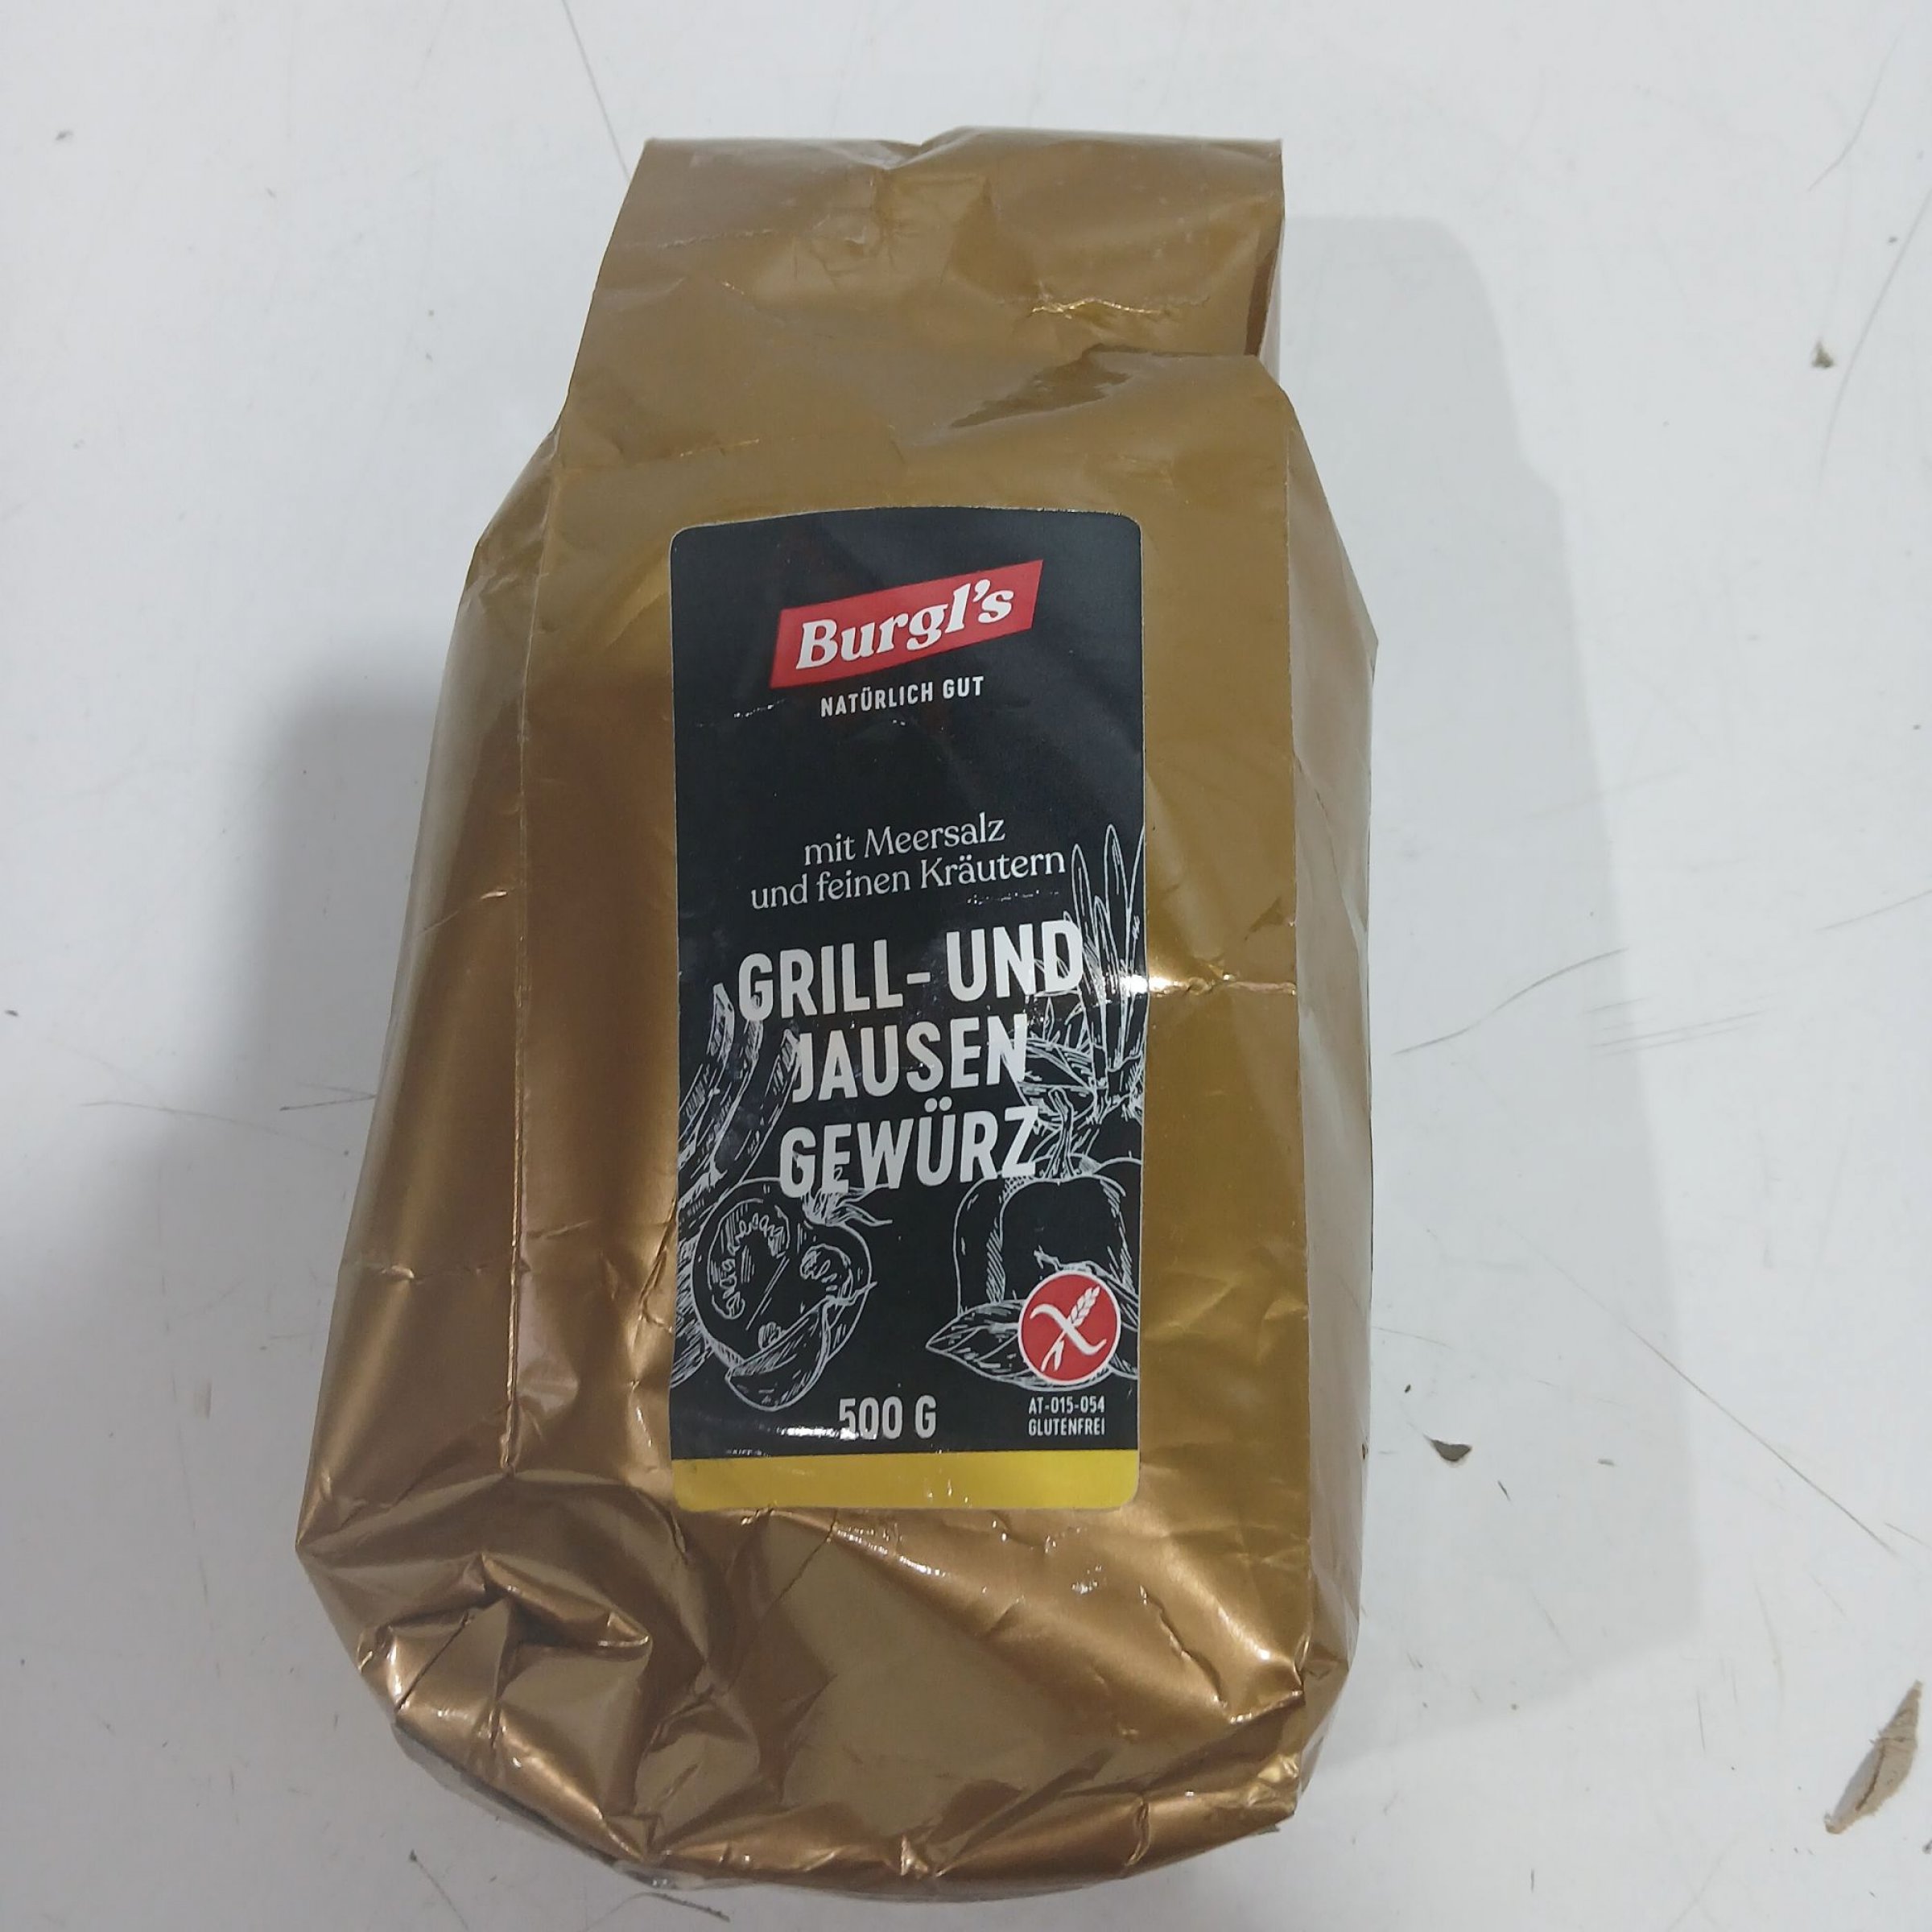 Burgl's
NATÜRLICH GUT
mit Meersalz
und feinen Kräutern
GRILL- UND
JAUSEN
GEWÜRZ
500 G
AT-015-054
GLUTENFREI